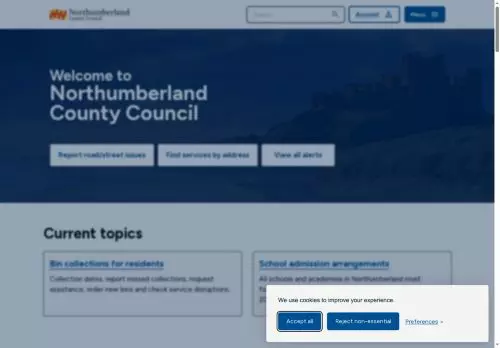 Northumberland
County Council
Search
Account
Menu
Welcome to
Northumberland
County Council
Report road/street issues
Find services by address
View all alerts
Current topics
Bin collections for residents
Collection dates, report missed collections, request
assistance, order new bins and check service disruptions.
School admission arrangements
All schools and academies in Northumberland must
We use cookies to improve your experience.
Accept all
Reject non-essential
Preferences